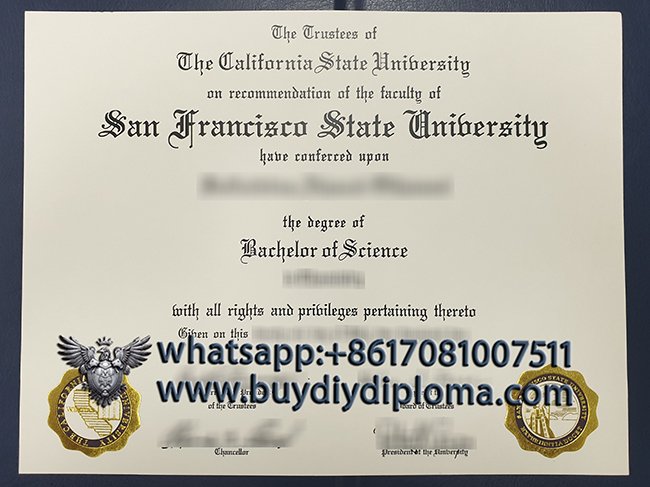 The Trustees of
The California State University
on recommendation of the faculty of
San Francisco State University
have conferred upon
the degree of
Bachelor of Science
with all rights and privileges pertaining thereto
Given on this
whatsapp:+8617081007511
www.buydiydiploma.com
of the Trustees
Board of Trustees
Chancellor
President of the University